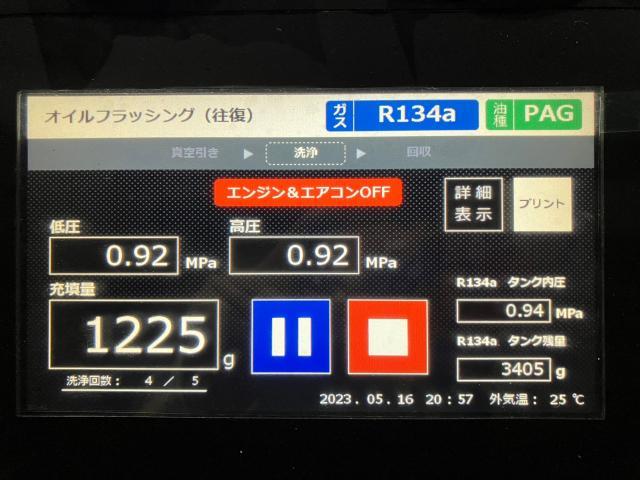 オイルフラッシング（往復） ガス R134a 油種 PAG
真空引き ▶ 洗浄 ▶ 回収
エンジン&エアコンOFF
詳細表示
プリント
低圧 高圧
0.92 MPa 0.92 MPa
充填量
1225 g
R134a タンク内圧
0.94 MPa
R134a タンク残量
3405 g
洗浄回数： 4 ／ 5
2023. 05. 16 20：57 外気温： 25 ℃